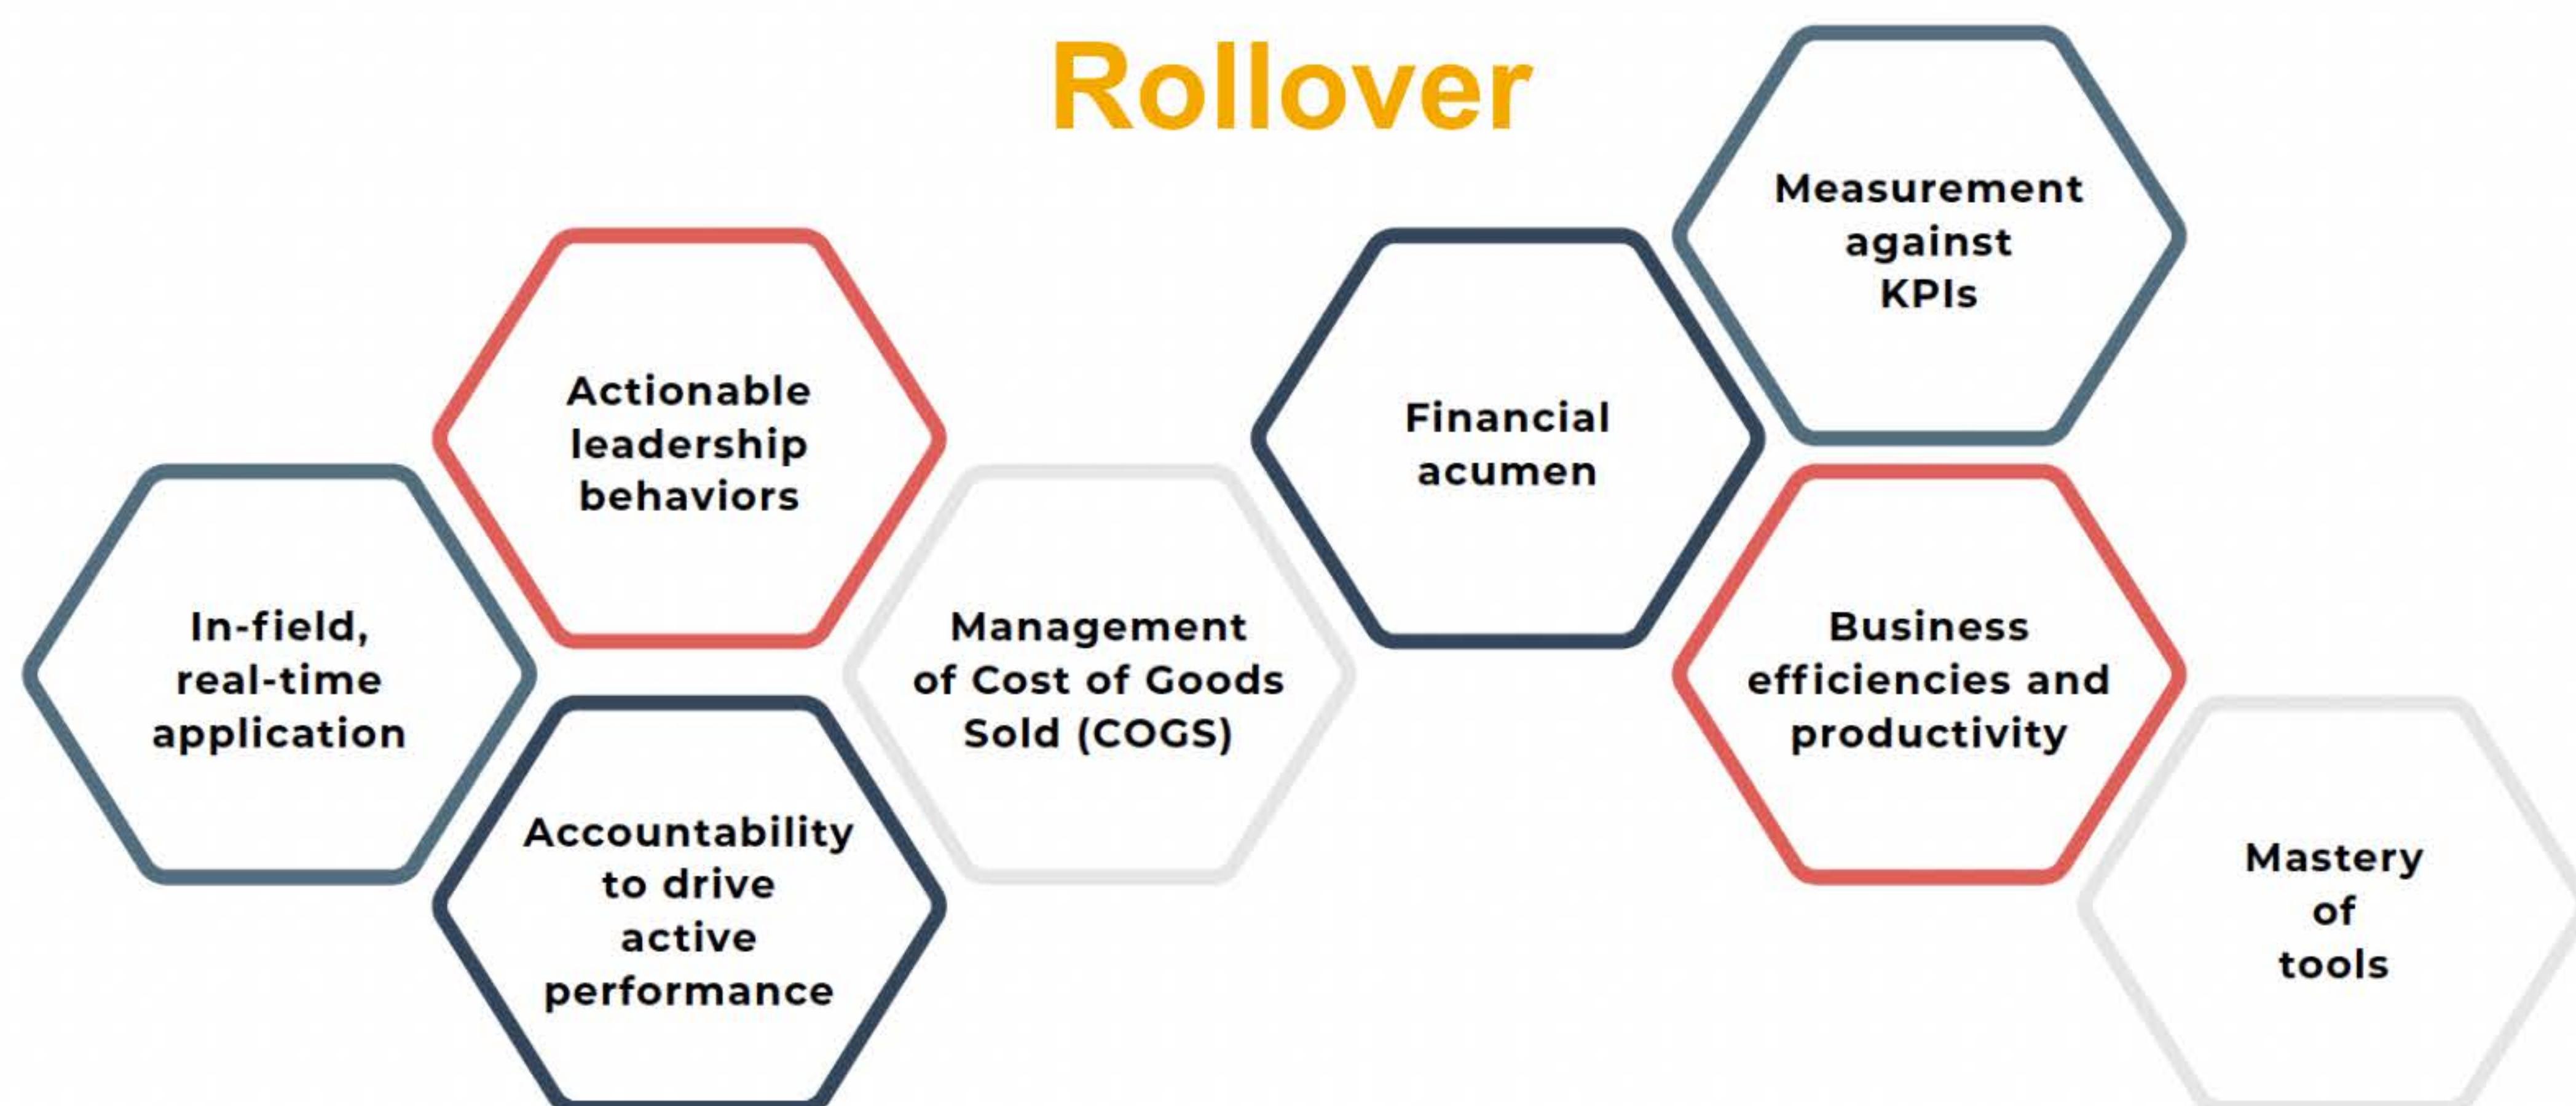 Rollover
Measurement
against
KPIs
Actionable
leadership
behaviors
Financial
acumen
In-field,
real-time
application
Management
of Cost of Goods
Sold (COGS)
Business
efficiencies and
productivity
Accountability
to drive
active
performance
Mastery
of
tools